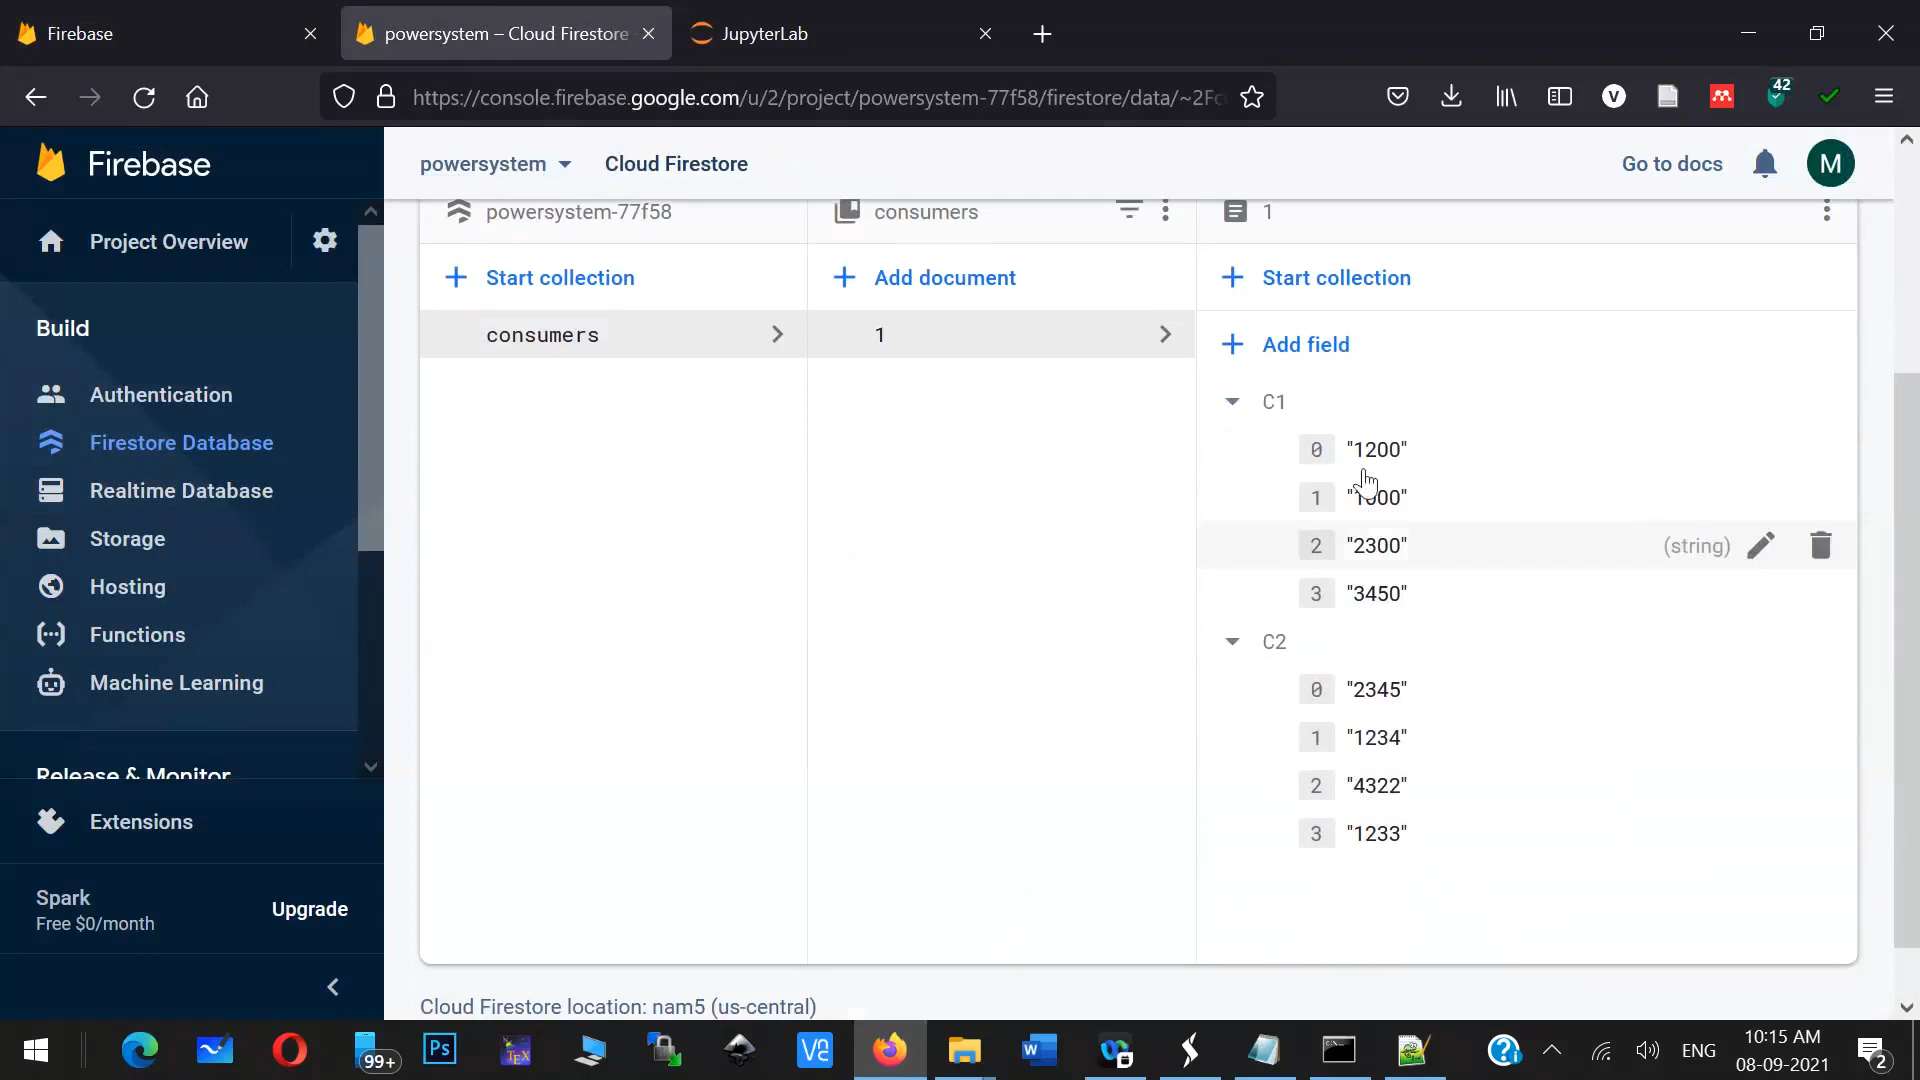 Firebase
powersystem – Cloud Firestore
JupyterLab
https://console.firebase.google.com/u/2/project/powersystem-77f58/firestore/data/~2Fc
V
42
Firebase
powersystem
Cloud Firestore
Go to docs
M
Project Overview
powersystem-77f58
consumers
1
Start collection
Add document
Start collection
consumers
1
Add field
Build
Authentication
Firestore Database
Realtime Database
Storage
Hosting
Functions
Machine Learning
Release & Monitor
Extensions
Spark
Free $0/month
Upgrade
C1
0 "1200"
1
2 "2300" (string)
3 "3450"
C2
0 "2345"
1 "1234"
2 "4322"
3 "1233"
Cloud Firestore location: nam5 (us-central)
99+
Ps
TEX
ENG
10:15 AM
08-09-2021
2